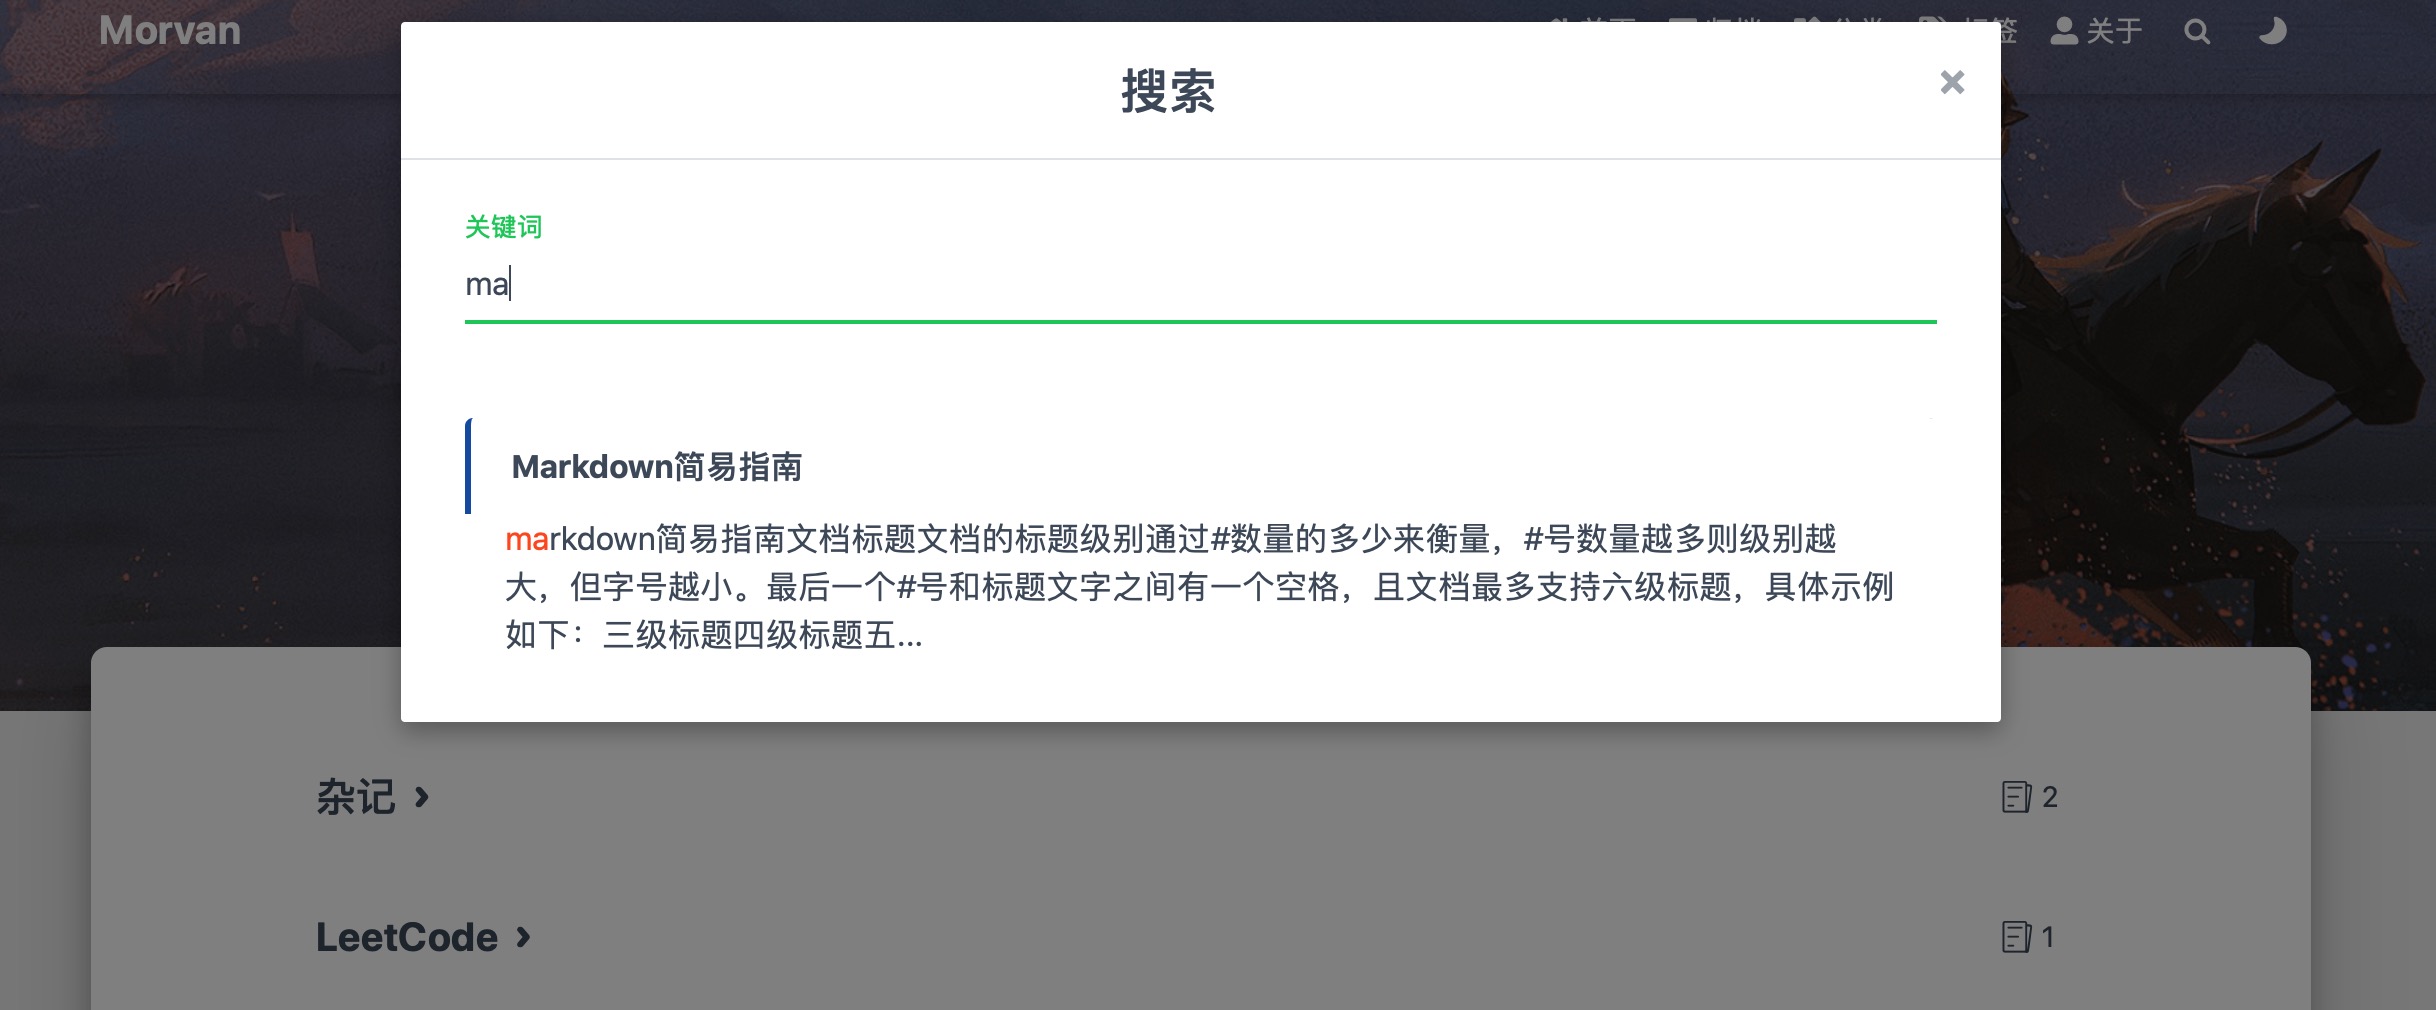 Morvan
关于
搜索
关键词
ma
Markdown简易指南
markdown简易指南文档标题文档的标题级别通过#数量的多少来衡量，#号数量越多则级别越
大，但字号越小。最后一个#号和标题文字之间有一个空格，且文档最多支持六级标题，具体示例
如下：三级标题四级标题五...
杂记
2
LeetCode
1